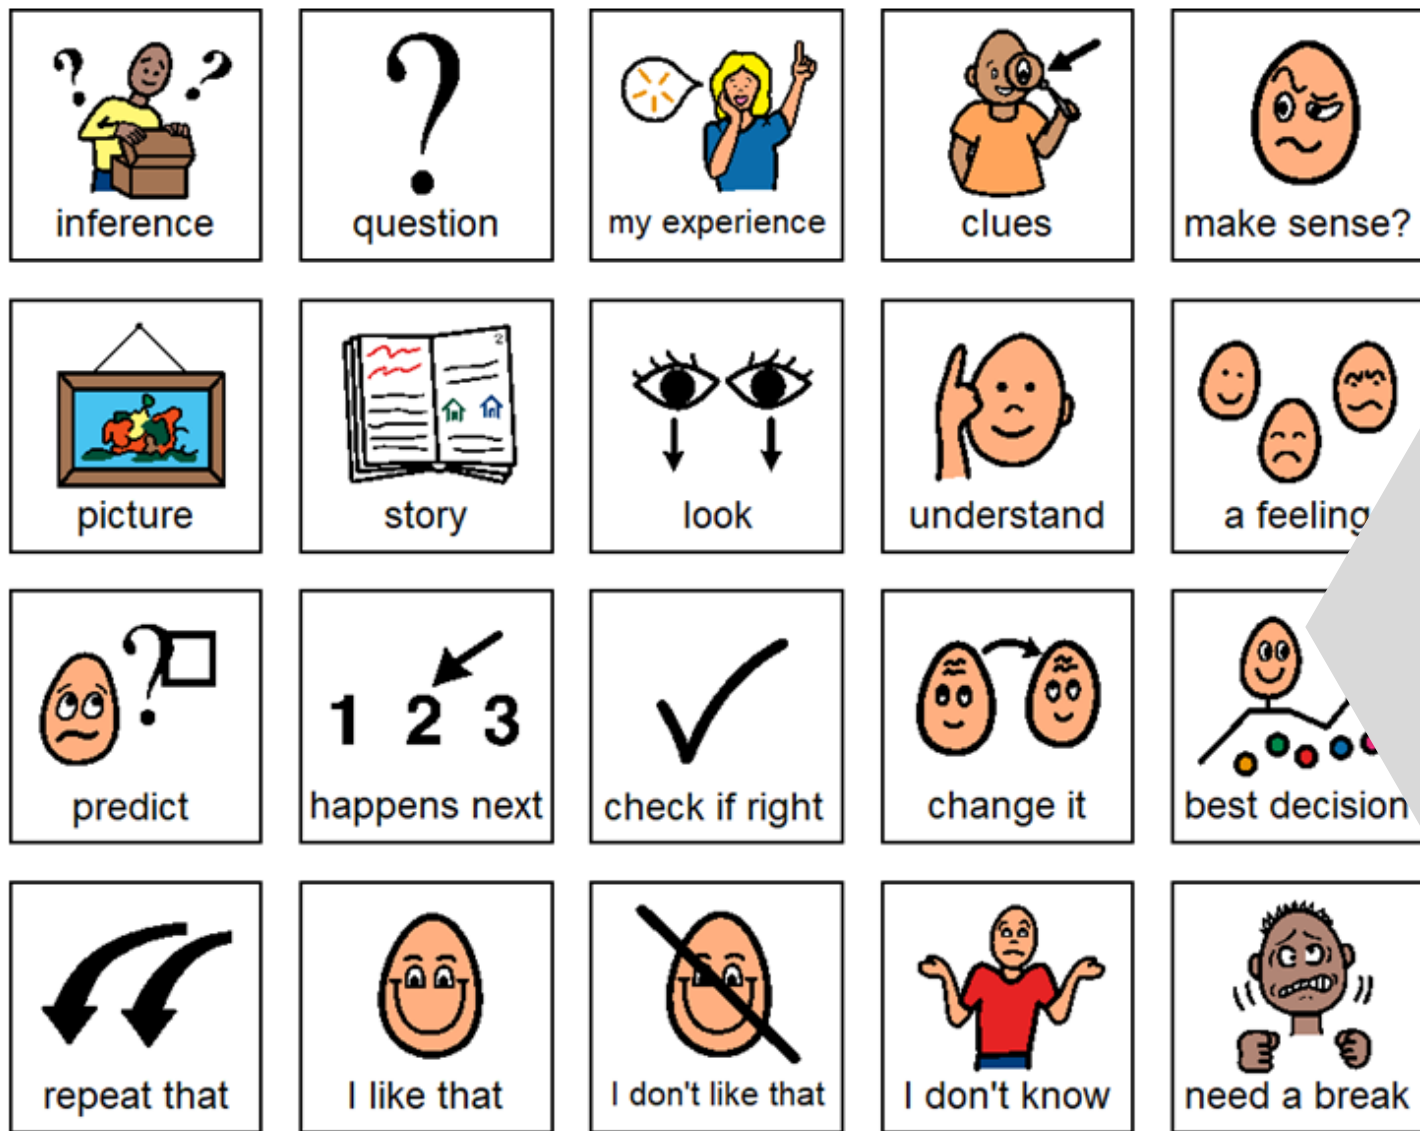 inference
question
my experience
clues
make sense?
picture
story
2
look
understand
a feeling
predict
?
1 2 3
happens next
check if right
change it
best decision
repeat that
I like that
I don't like that
I don't know
need a break